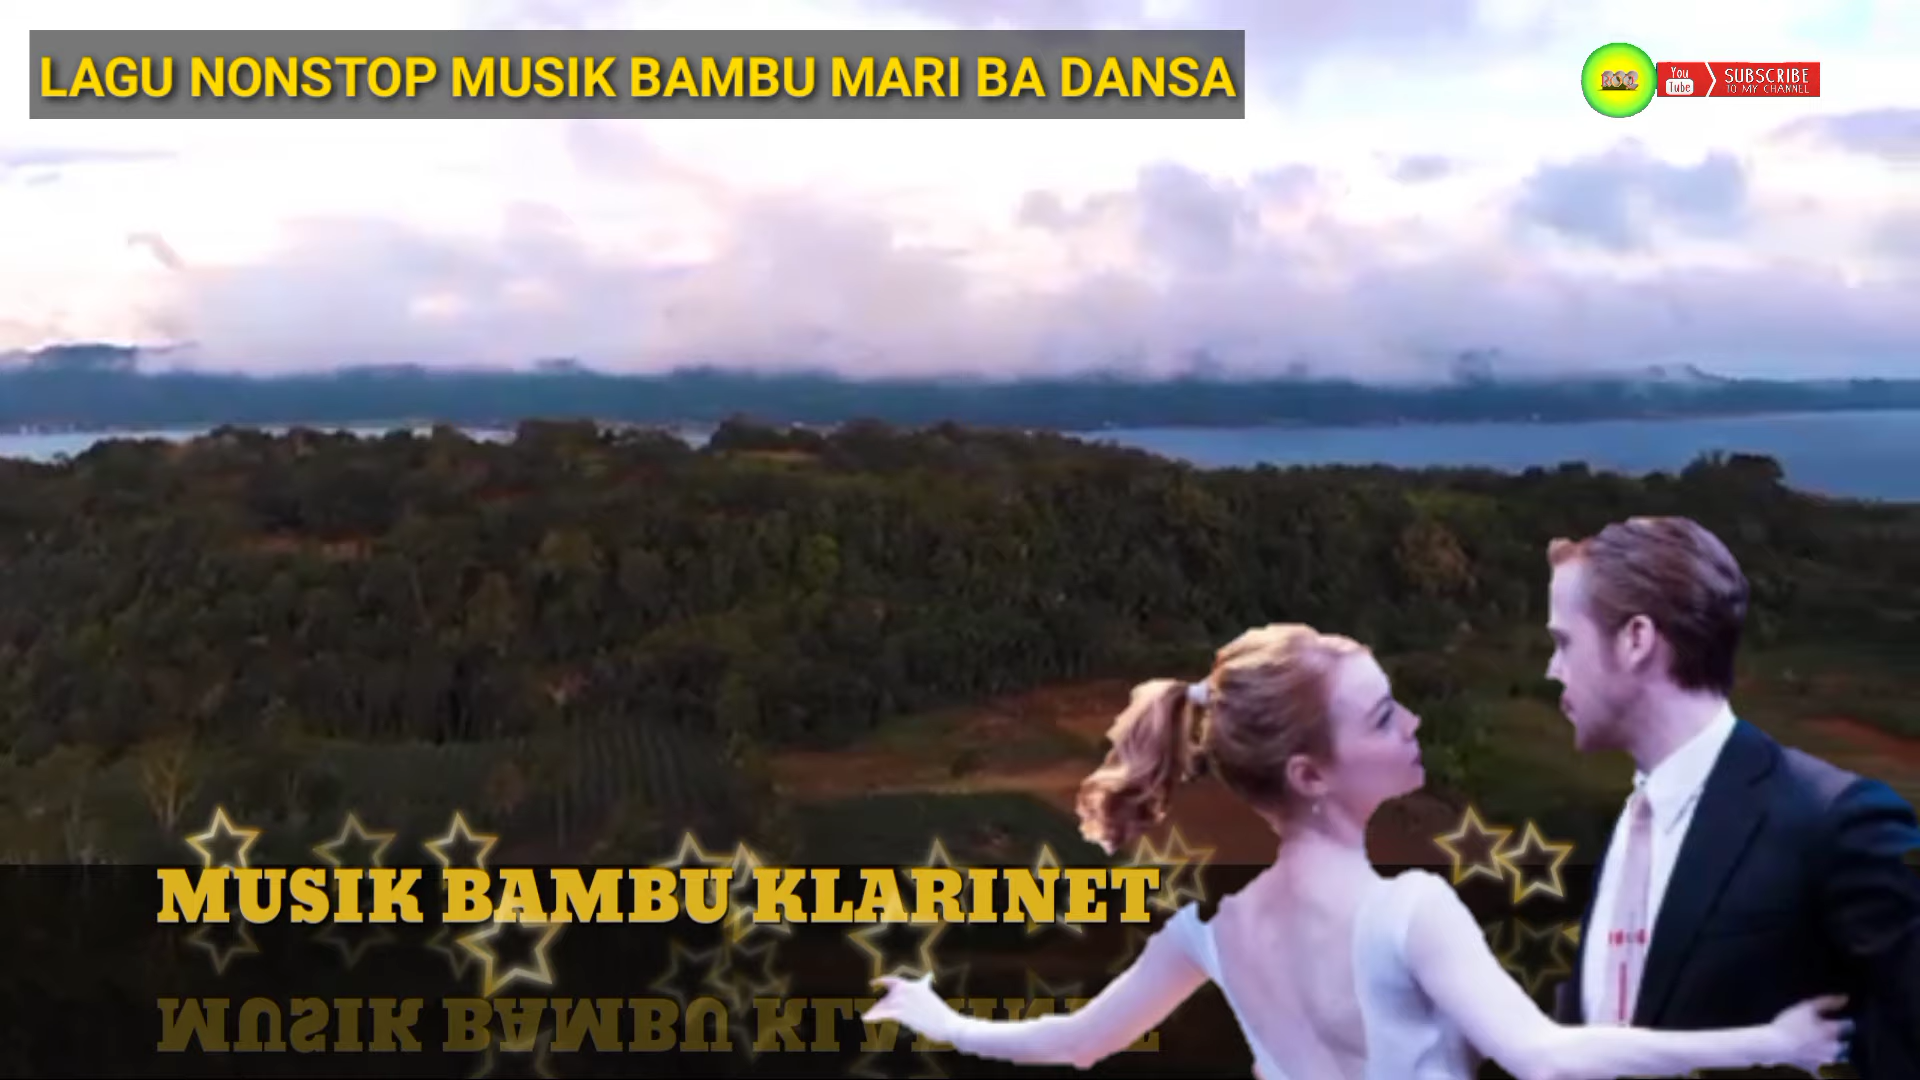 LAGU NONSTOP MUSIK BAMBU MARI BA DANSA
You
Tube
SUBSCRIBE
TO MY CHANNEL
MUSIK BAMBU KLARINET